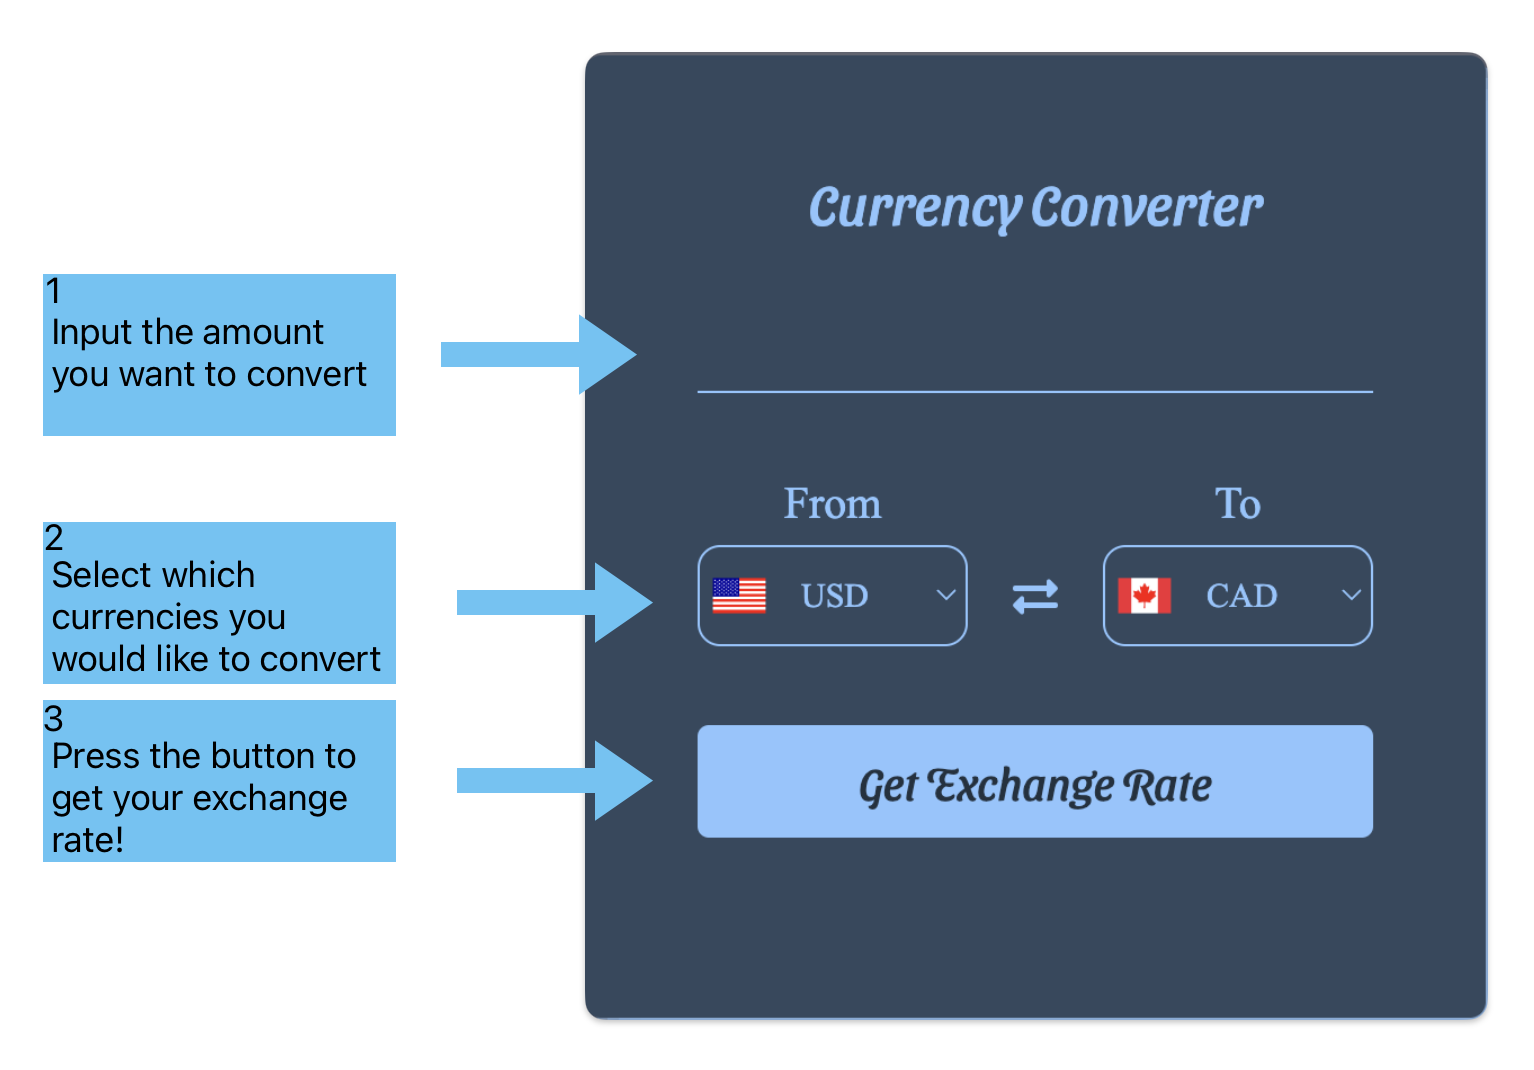 Currency Converter
1
Input the amount
you want to convert
From
To
2
Select which
currencies you
would like to convert
USD
CAD
3
Press the button to
get your exchange
rate!
Get Exchange Rate